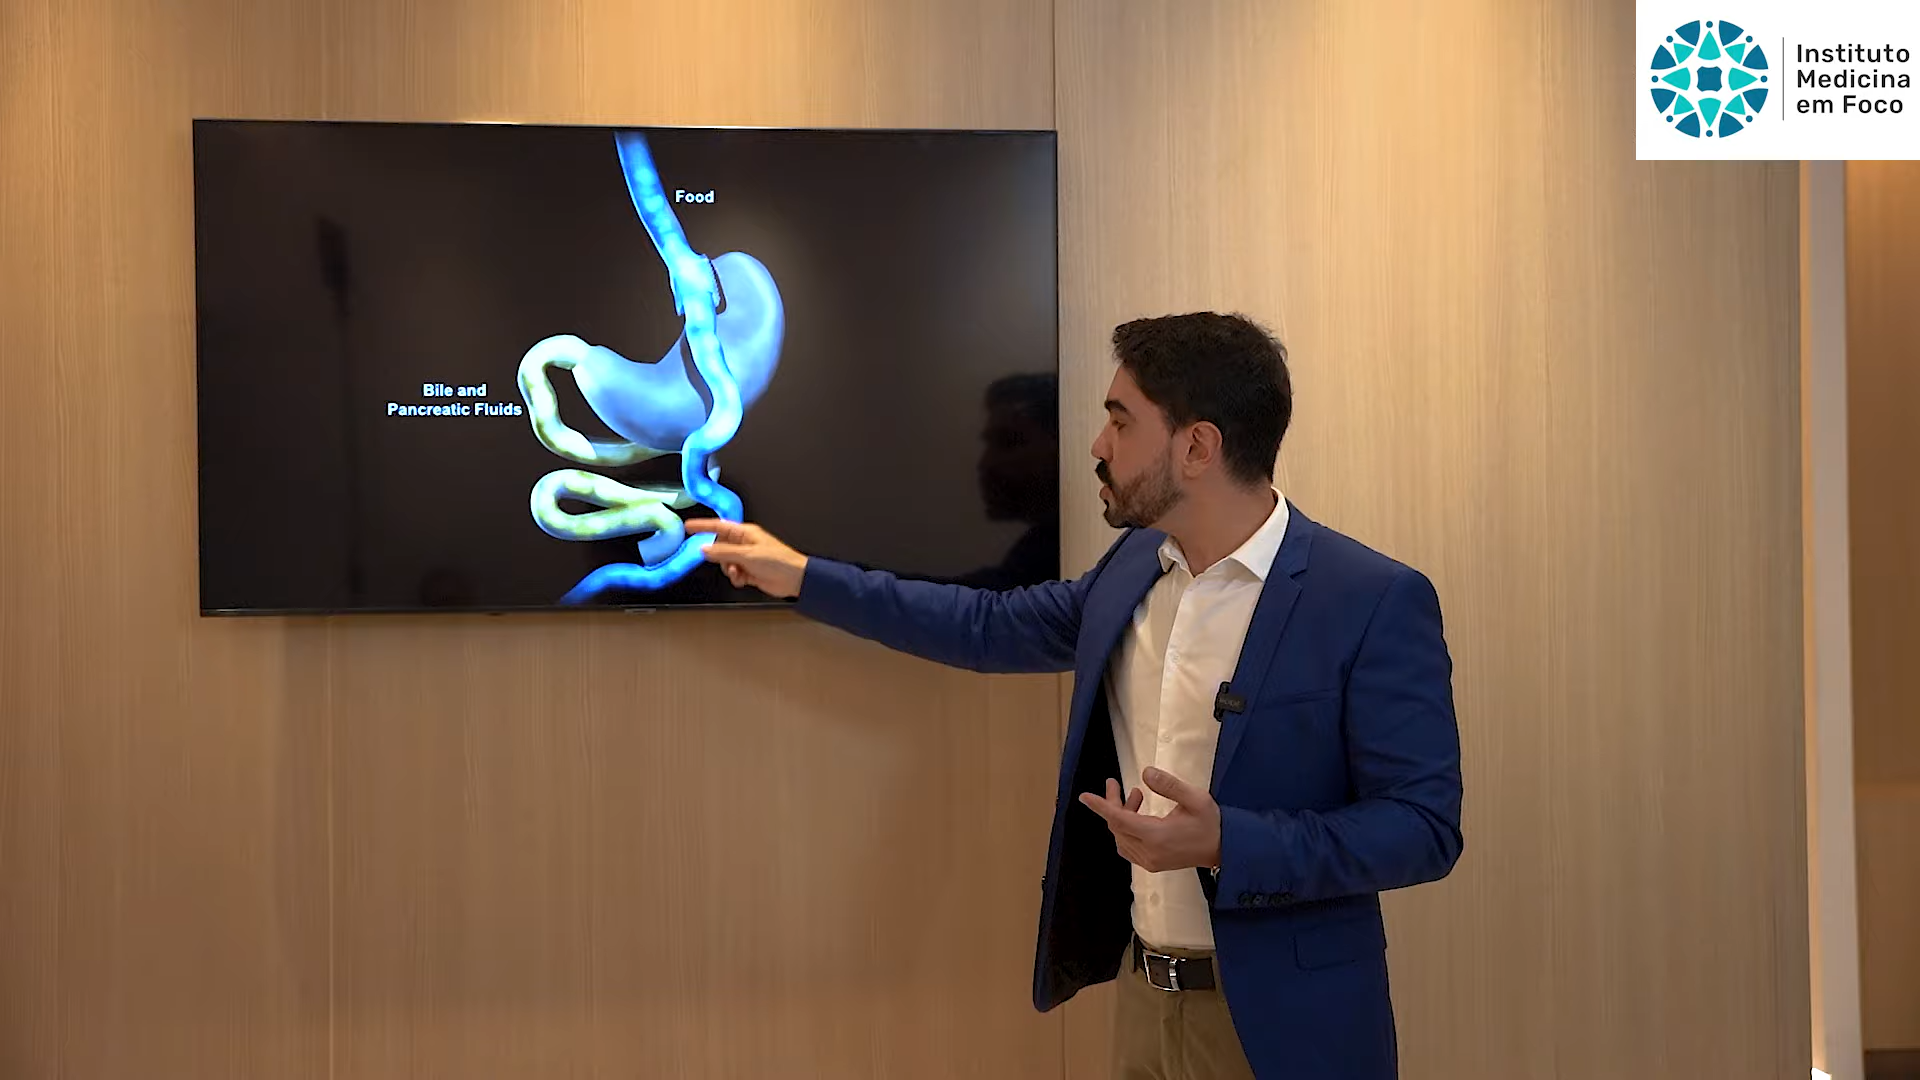 Instituto
Medicina
em Foco
Food
Bile and
Pancreatic Fluids